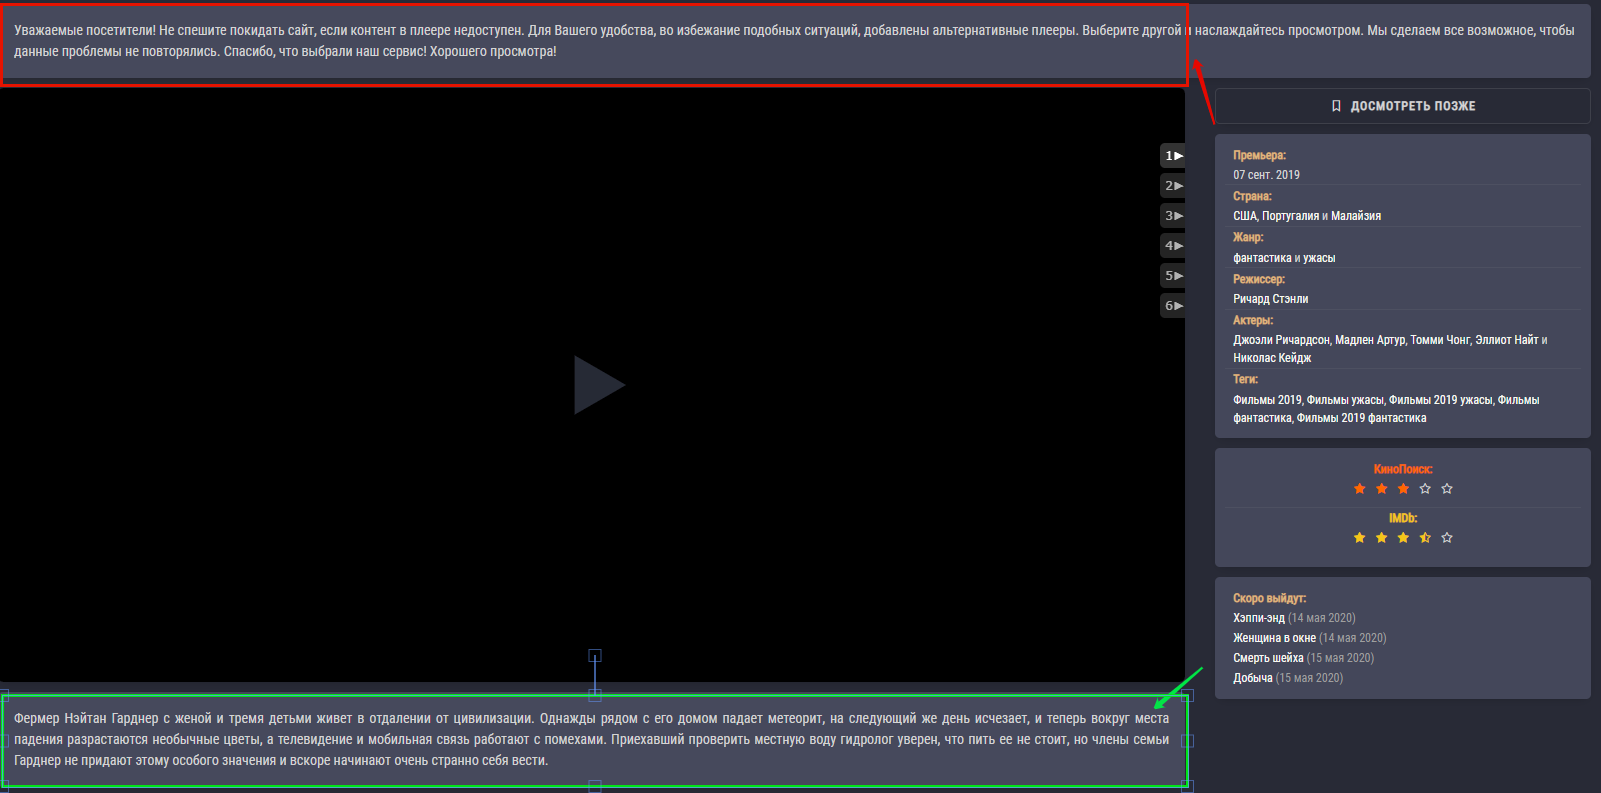 Уважаемые посетители! Не спешите покидать сайт, если контент в плеере недоступен. Для Вашего удобства, во избежание подобных ситуаций, добавлены альтернативные плееры. Выберите другой и наслаждайтесь просмотром. Мы сделаем все возможное, чтобы
данные проблемы не повторялись. Спасибо, что выбрали наш сервис! Хорошего просмотра!
ДОСМОТРЕТЬ ПОЗЖЕ
1▶
2▶
3▶
4▶
5▶
6▶
Премьера:
07 сент. 2019
Страна:
США, Португалия и Малайзия
Жанр:
фантастика и ужасы
Режиссер:
Ричард Стэнли
Актеры:
Джоэли Ричардсон, Мадлен Артур, Томми Чонг, Эллиот Найт и
Николас Кейдж
Теги:
Фильмы 2019, Фильмы ужасы, Фильмы 2019 ужасы, Фильмы
фантастика, Фильмы 2019 фантастика
КиноПоиск:
IMDb:
Скоро выйдут:
Хэппи-энд (14 мая 2020)
Женщина в окне (14 мая 2020)
Смерть шейха (15 мая 2020)
Добыча (15 мая 2020)
Фермер Нэйтан Гарднер с женой и тремя детьми живет в отдалении от цивилизации. Однажды рядом с его домом падает метеорит, на следующий же день исчезает, и теперь вокруг места
падения разрастаются необычные цветы, а телевидение и мобильная связь работают с помехами. Приехавший проверить местную воду гидролог уверен, что пить ее не стоит, но члены семьи
Гарднер не придают этому особого значения и вскоре начинают очень странно себя вести.